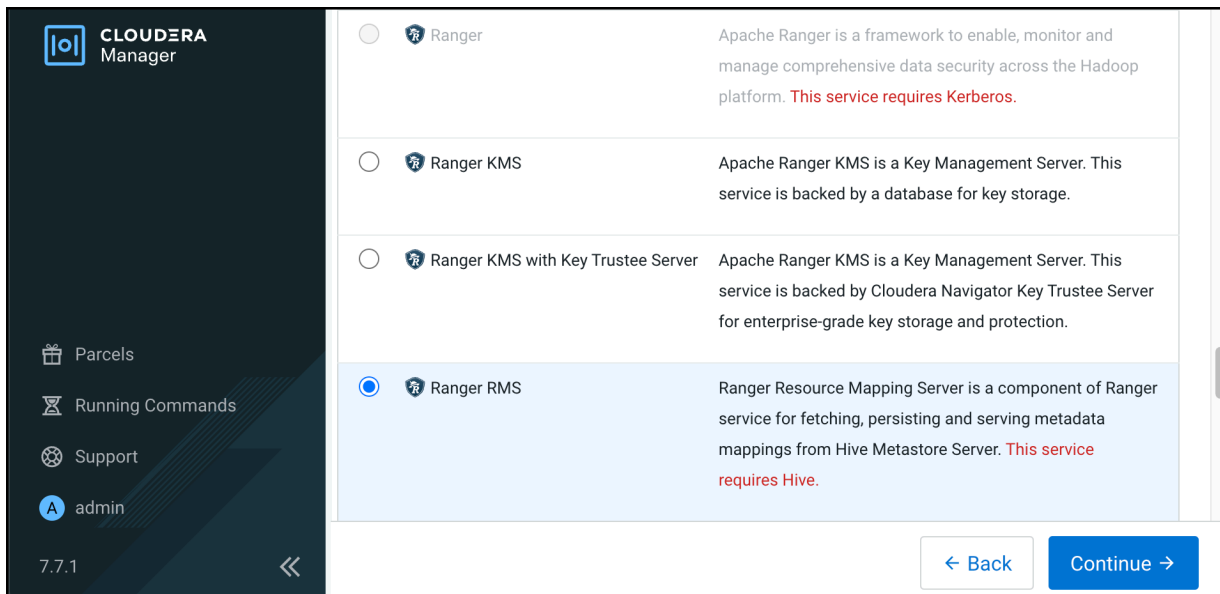 CLOUDΞRA
Manager
Ranger
Apache Ranger is a framework to enable, monitor and
manage comprehensive data security across the Hadoop
platform. This service requires Kerberos.
Ranger KMS
Apache Ranger KMS is a Key Management Server. This
service is backed by a database for key storage.
Ranger KMS with Key Trustee Server
Apache Ranger KMS is a Key Management Server. This
service is backed by Cloudera Navigator Key Trustee Server
for enterprise-grade key storage and protection.
Ranger RMS
Ranger Resource Mapping Server is a component of Ranger
service for fetching, persisting and serving metadata
mappings from Hive Metastore Server. This service
requires Hive.
Parcels
Running Commands
Support
A admin
7.7.1
Back
Continue